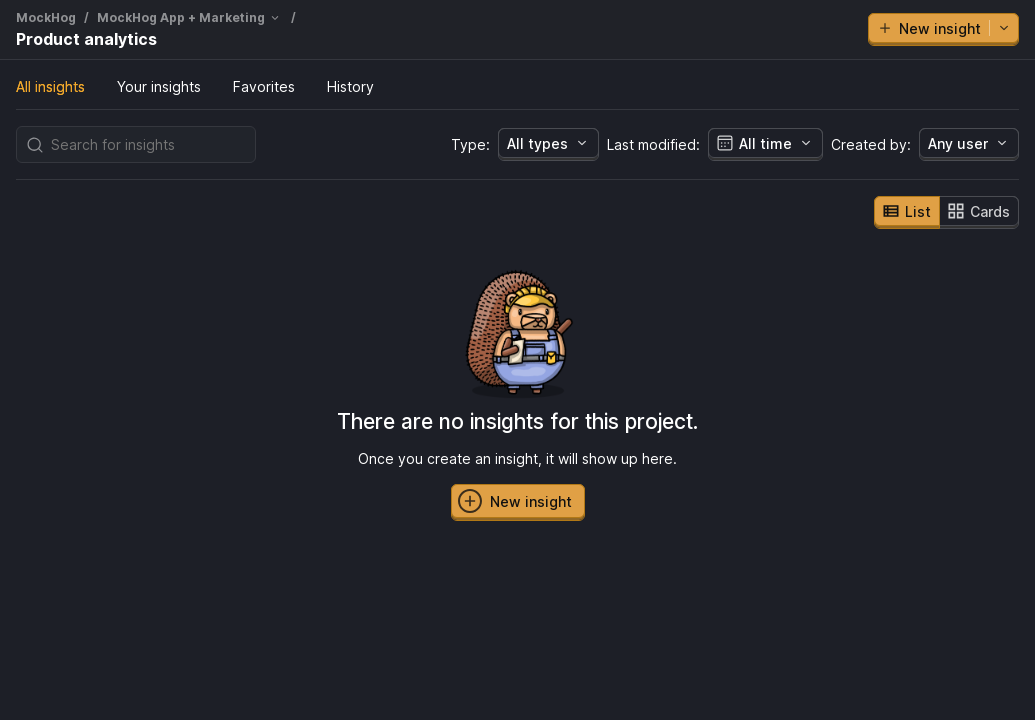 MockHog / MockHog App + Marketing /
Product analytics
New insight
All insights Your insights Favorites History
Search for insights
Type: All types Last modified: All time Created by: Any user
List Cards
There are no insights for this project.
Once you create an insight, it will show up here.
New insight